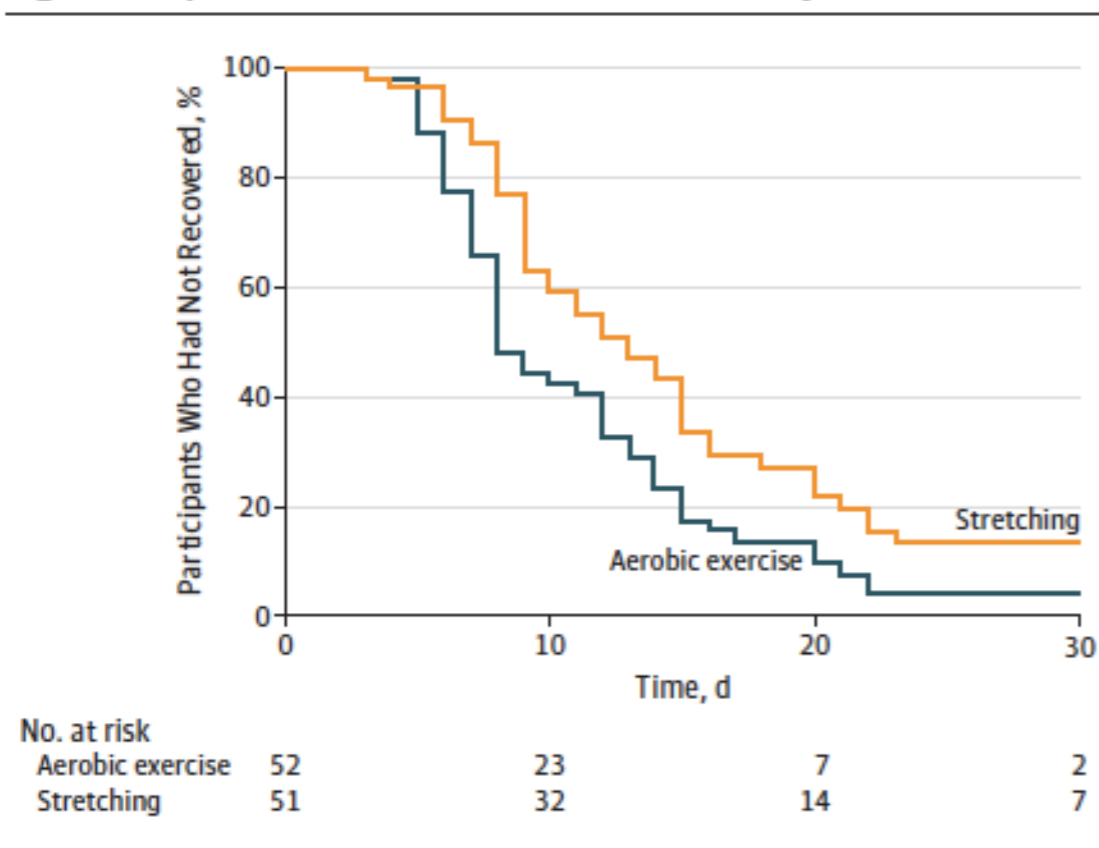 Participants Who Had Not Recovered, %
100
80
60
40
20
0
Stretching
Aerobic exercise
0 10 20 30
Time, d
No. at risk
Aerobic exercise 52 23 7 2
Stretching 51 32 14 7